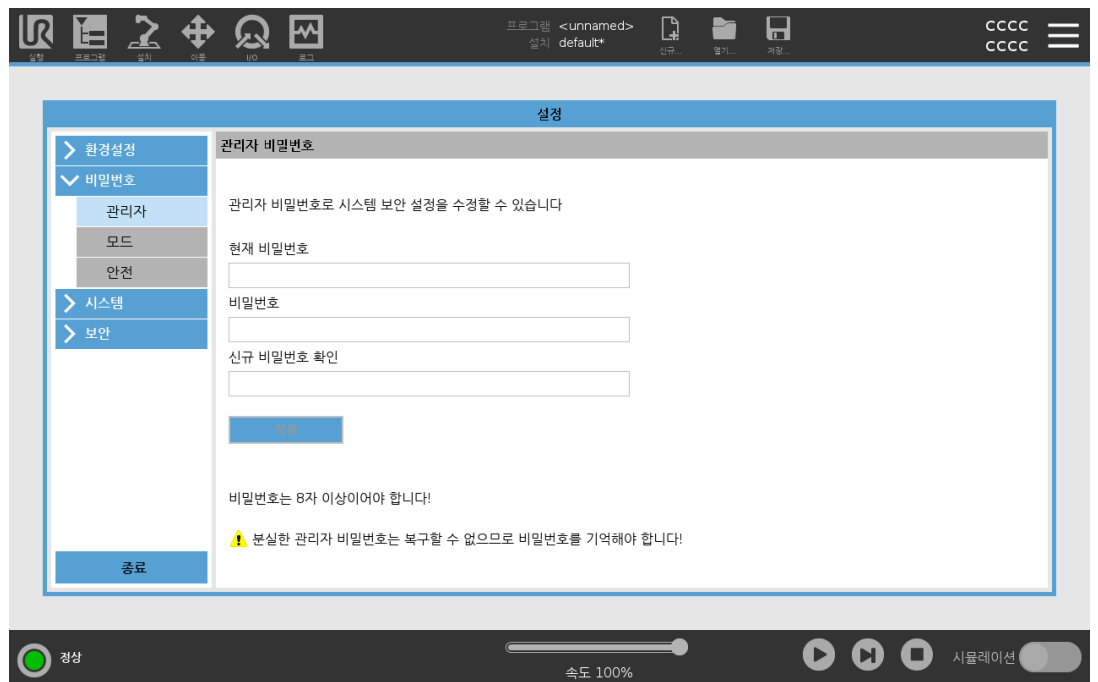 UR
프로그램 <unnamed>
설치 default*
CCCC
CCCC
실행 프로그램 설치 이동 I/O 로그
신규... 열기... 저장...
설정
환경설정
비밀번호
관리자
모드
안전
시스템
보안
종료
관리자 비밀번호
관리자 비밀번호로 시스템 보안 설정을 수정할 수 있습니다
현재 비밀번호
비밀번호
신규 비밀번호 확인
적용
비밀번호는 8자 이상이어야 합니다!
분실한 관리자 비밀번호는 복구할 수 없으므로 비밀번호를 기억해야 합니다!
정상
속도 100%
시뮬레이션